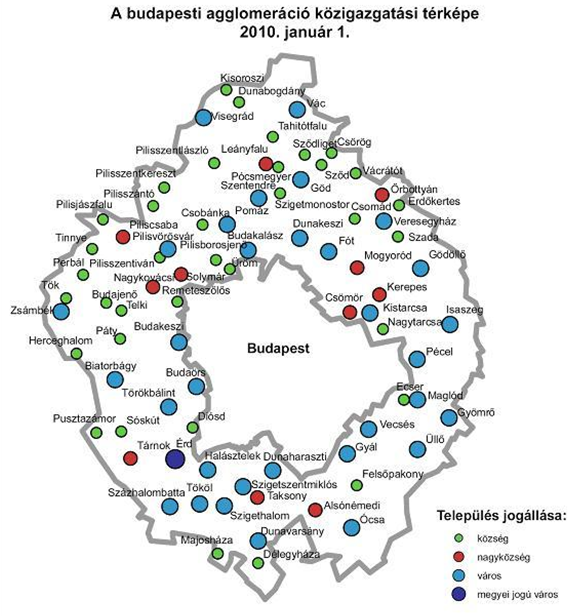 A budapesti agglomeráció közigazgatási térképe
2010. január 1.
Kisoroszi
Dunabogdány
Visegrád
Vác
Tahitótfalu
Pilisszentlászló
Leányfalu
Sződliget
Csörög
Pilisszentkereszt
Pócsmegyer
Sződ
Vácrátót
Pilisszántó
Szentendre
Göd
Őrbottyán
Pilisjászfalu
Szigetmonostor
Csomád
Erdőkertes
Csobánka
Pomáz
Veresegyház
Piliscsaba
Dunakeszi
Tinnye
Pilisvörösvár
Pilisborosjenő
Budakalász
Fót
Szada
Perbál
Pilisszentiván
Üröm
Mogyoród
Gödöllő
Nagykovácsi
Solymár
Tök
Budajenő
Remeteszőlős
Kerepes
Zsámbék
Telki
Csömör
Kistarcsa
Isaszeg
Páty
Budakeszi
Nagytarcsa
Herceghalom
Budapest
Pécel
Biatorbágy
Budaörs
Törökbálint
Ecser
Maglód
Pusztazámor
Sóskút
Diósd
Gyömrő
Vecsés
Tárnok
Érd
Halásztelek
Dunaharaszti
Gyál
Üllő
Százhalombatta
Tököl
Szigetszentmiklós
Felsőpakony
Taksony
Szigethalom
Alsónémedi
Ócsa
Majosháza
Dunavarsány
Délegyháza
Település jogállása:
község
nagyközség
város
megyei jogú város